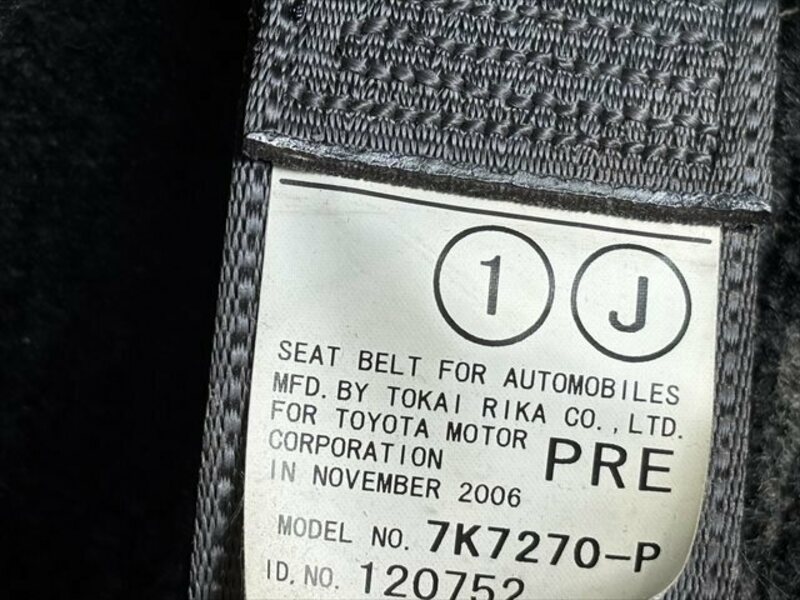 1 J
SEAT BELT FOR AUTOMOBILES
MFD. BY TOKAI RIKA CO., LTD.
FOR TOYOTA MOTOR
CORPORATION PRE
IN NOVEMBER 2006
MODEL NO. 7K7270-P
ID. NO. 120752